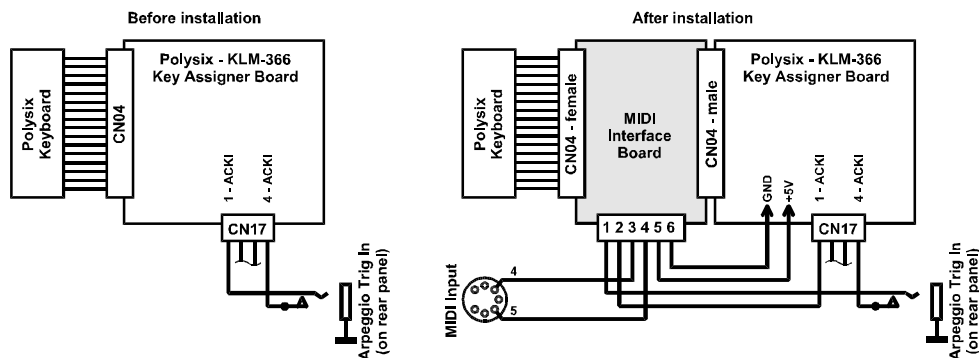 Before installation
Polysix - KLM-366
Key Assigner Board
Polysix
Keyboard
CN04
1 - ACKI
4 - ACKI
CN17
Arpeggio Trig In
(on rear panel)
After installation
Polysix
Keyboard
CN04 - female
MIDI
Interface
Board
CN04 - male
Polysix - KLM-366
Key Assigner Board
GND
+5V
1 - ACKI
4 - ACKI
1 2 3 4 5 6
CN17
MIDI Input
4
5
Arpeggio Trig In
(on rear panel)